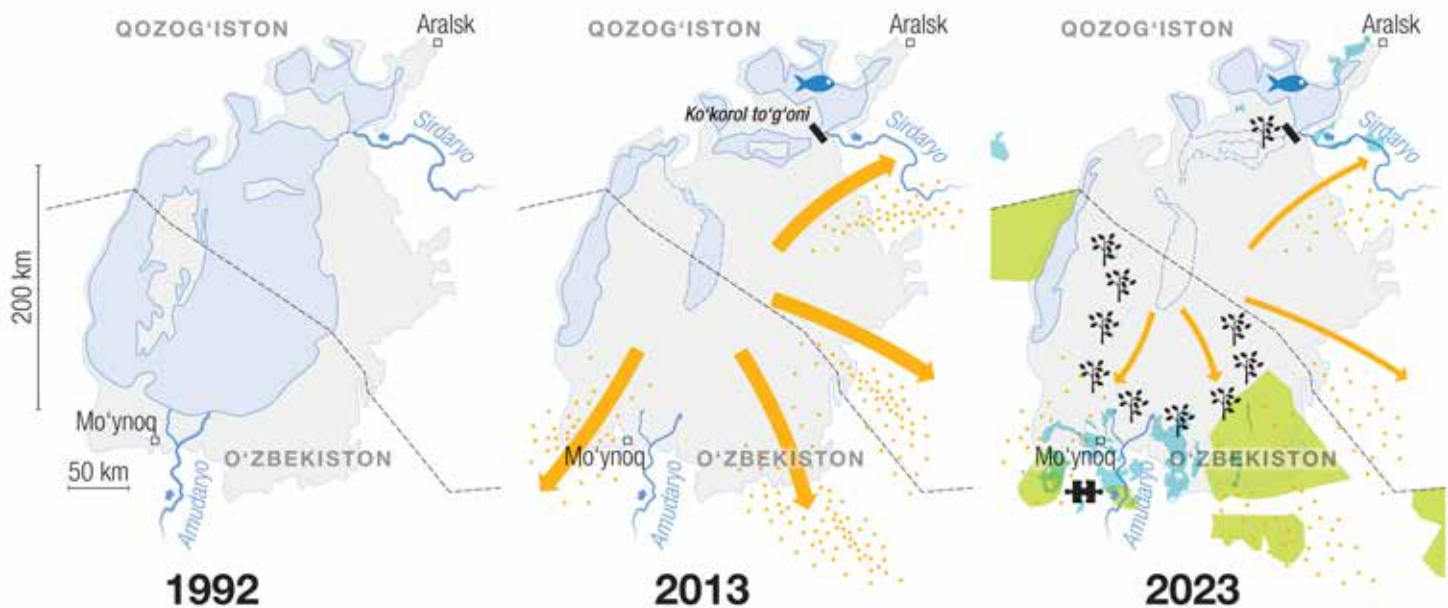 QOZOG'ISTON
Aralsk
Sirdaryo
200 km
Mo'ynoq
50 km
O'ZBEKISTON
Amudaryo
1992
QOZOG'ISTON
Aralsk
Ko'korol to'g'oni
Sirdaryo
Mo'ynoq
O'ZBEKISTON
Amudaryo
2013
QOZOG'ISTON
Aralsk
Sirdaryo
Mo'ynoq
O'ZBEKISTON
Amudaryo
2023